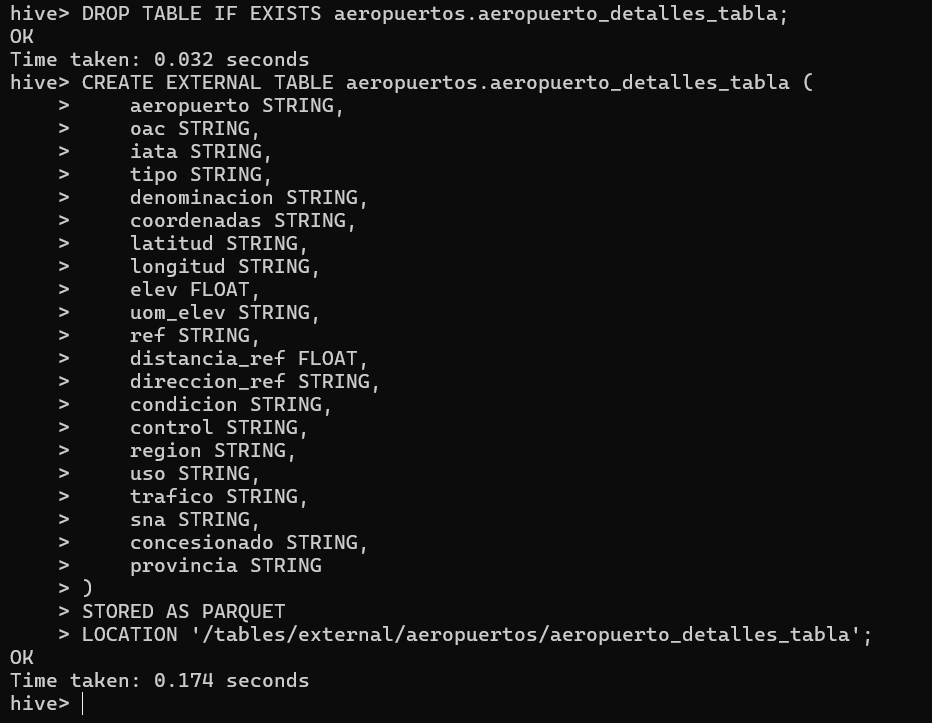 hive> DROP TABLE IF EXISTS aeropuertos.aeropuerto_detalles_tabla;
OK
Time taken: 0.032 seconds
hive> CREATE EXTERNAL TABLE aeropuertos.aeropuerto_detalles_tabla (
    >     aeropuerto STRING,
    >     oac STRING,
    >     iata STRING,
    >     tipo STRING,
    >     denominacion STRING,
    >     coordenadas STRING,
    >     latitud STRING,
    >     longitud STRING,
    >     elev FLOAT,
    >     uom_elev STRING,
    >     ref STRING,
    >     distancia_ref FLOAT,
    >     direccion_ref STRING,
    >     condicion STRING,
    >     control STRING,
    >     region STRING,
    >     uso STRING,
    >     trafico STRING,
    >     sna STRING,
    >     concesionado STRING,
    >     provincia STRING
    > )
    > STORED AS PARQUET
    > LOCATION '/tables/external/aeropuertos/aeropuerto_detalles_tabla';
OK
Time taken: 0.174 seconds
hive>